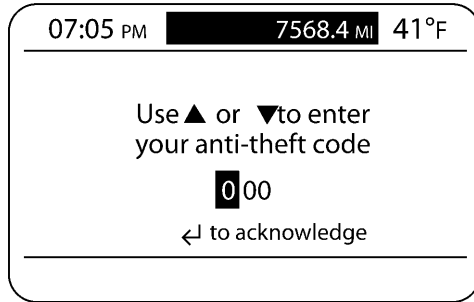 07:05 PM 7568.4 MI 41°F
Use ▲ or ▼to enter
your anti-theft code
000
↵ to acknowledge